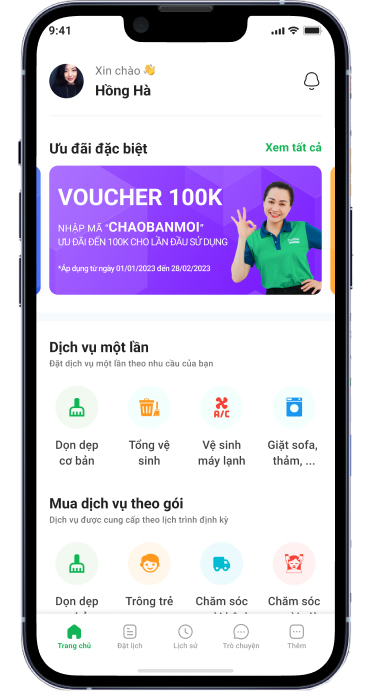 9:41
Xin chào 👋
Hồng Hà
Ưu đãi đặc biệt
Xem tất cả
VOUCHER 100K
NHẬP MÃ "CHAOBANMOI"
ƯU ĐÃI ĐẾN 100K CHO LẦN ĐẦU SỬ DỤNG
*Áp dụng từ ngày 01/01/2023 đến 28/02/2023
Dịch vụ một lần
Đặt dịch vụ một lần theo nhu cầu của bạn
A/C
Dọn dẹp
cơ bản
Tổng vệ
sinh
Vệ sinh
máy lạnh
Giặt sofa,
thảm, ...
Mua dịch vụ theo gói
Dịch vụ được cung cấp theo lịch trình định kỳ
Dọn dẹp
Trông trẻ
Chăm sóc
Chăm sóc
Trang chủ
Đặt lịch
Lịch sử
Trò chuyện
Thêm